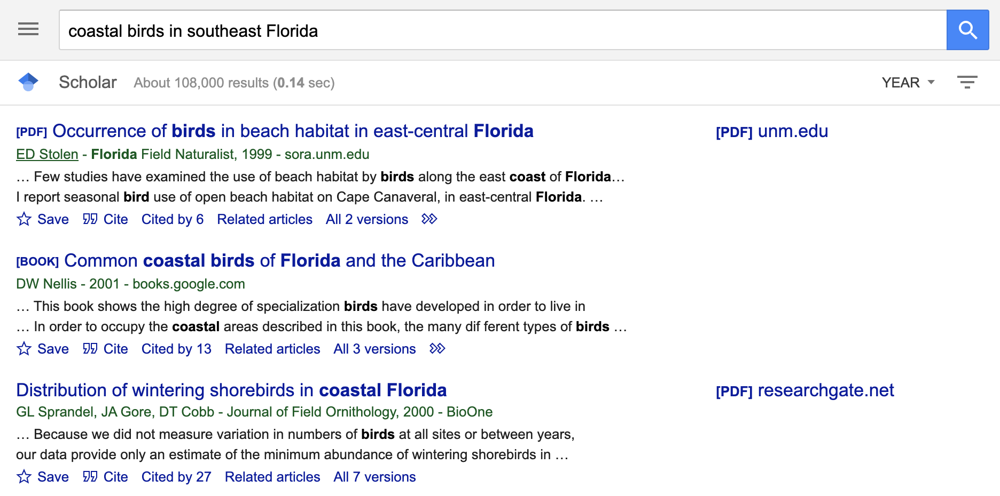 coastal birds in southeast Florida
Scholar About 108,000 results (0.14 sec) YEAR
[PDF] Occurrence of birds in beach habitat in east-central Florida [PDF] unm.edu
ED Stolen - Florida Field Naturalist, 1999 - sora.unm.edu
… Few studies have examined the use of beach habitat by birds along the east coast of Florida…
I report seasonal bird use of open beach habitat on Cape Canaveral, in east-central Florida. …
Save Cite Cited by 6 Related articles All 2 versions
[BOOK] Common coastal birds of Florida and the Caribbean
DW Nellis - 2001 - books.google.com
… This book shows the high degree of specialization birds have developed in order to live in
… In order to occupy the coastal areas described in this book, the many dif ferent types of birds …
Save Cite Cited by 13 Related articles All 3 versions
Distribution of wintering shorebirds in coastal Florida [PDF] researchgate.net
GL Sprandel, JA Gore, DT Cobb - Journal of Field Ornithology, 2000 - BioOne
… Because we did not measure variation in numbers of birds at all sites or between years,
our data provide only an estimate of the minimum abundance of wintering shorebirds in …
Save Cite Cited by 27 Related articles All 7 versions